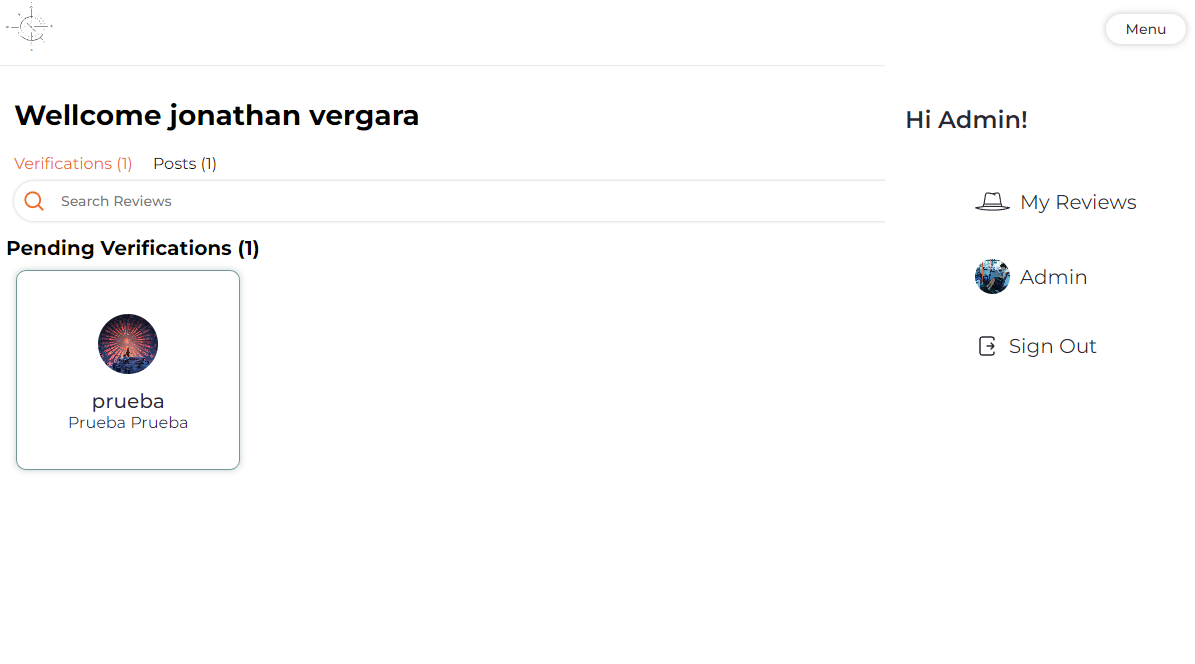 Menu
Wellcome jonathan vergara
Verifications (1) Posts (1)
Search Reviews
Pending Verifications (1)
prueba
Prueba Prueba
Hi Admin!
My Reviews
Admin
Sign Out